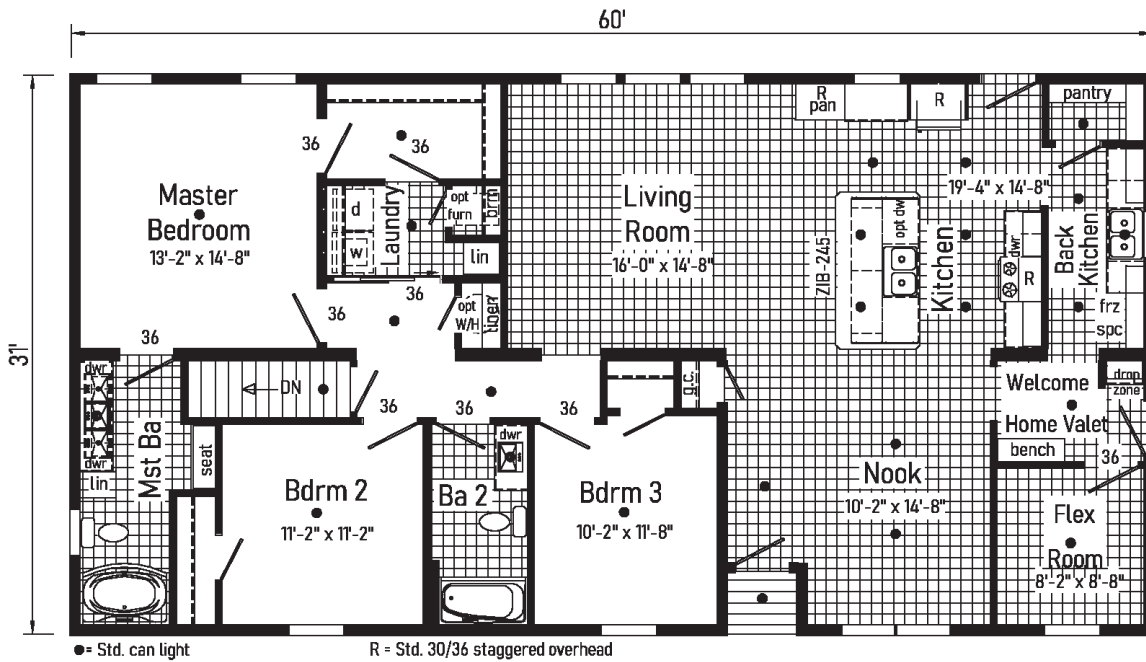 60'
31'
Master
Bedroom
13'-2" x 14'-8"
36
36
d
w
Laundry
opt
furn
brm
lin
36
36
opt
W/H
linen
Living
Room
16'-0" x 14'-8"
R
pan
R
19'-4" x 14'-8"
ZIB-245
opt dw
Kitchen
dwr
R
pantry
Back
Kitchen
frz
spc
36
dwr
dwr
lin
Mst Ba
seat
DN
36
36
36
g.c.
Bdrm 2
11'-2" x 11'-2"
dwr
Ba 2
Bdrm 3
10'-2" x 11'-8"
Nook
10'-2" x 14'-8"
Welcome
Home Valet
drop
zone
bench
36
Flex
Room
8'-2" x 8'-8"
●= Std. can light
R = Std. 30/36 staggered overhead